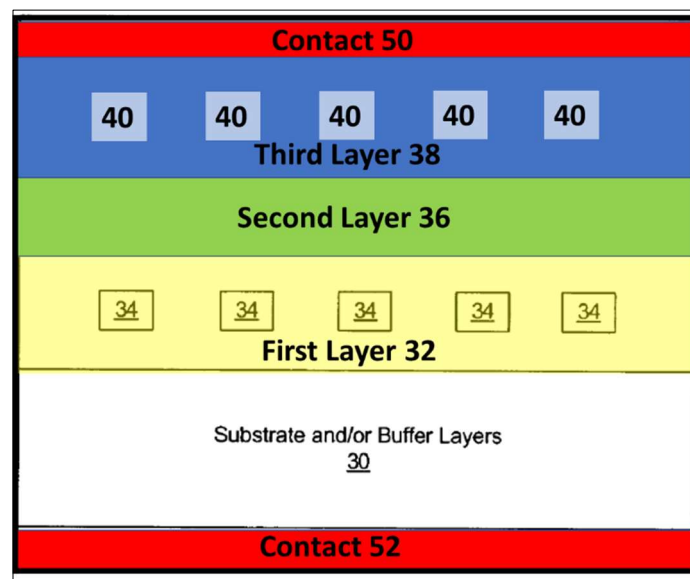 Contact 50
40 40 40 40 40
Third Layer 38
Second Layer 36
34 34 34 34 34
First Layer 32
Substrate and/or Buffer Layers
30
Contact 52